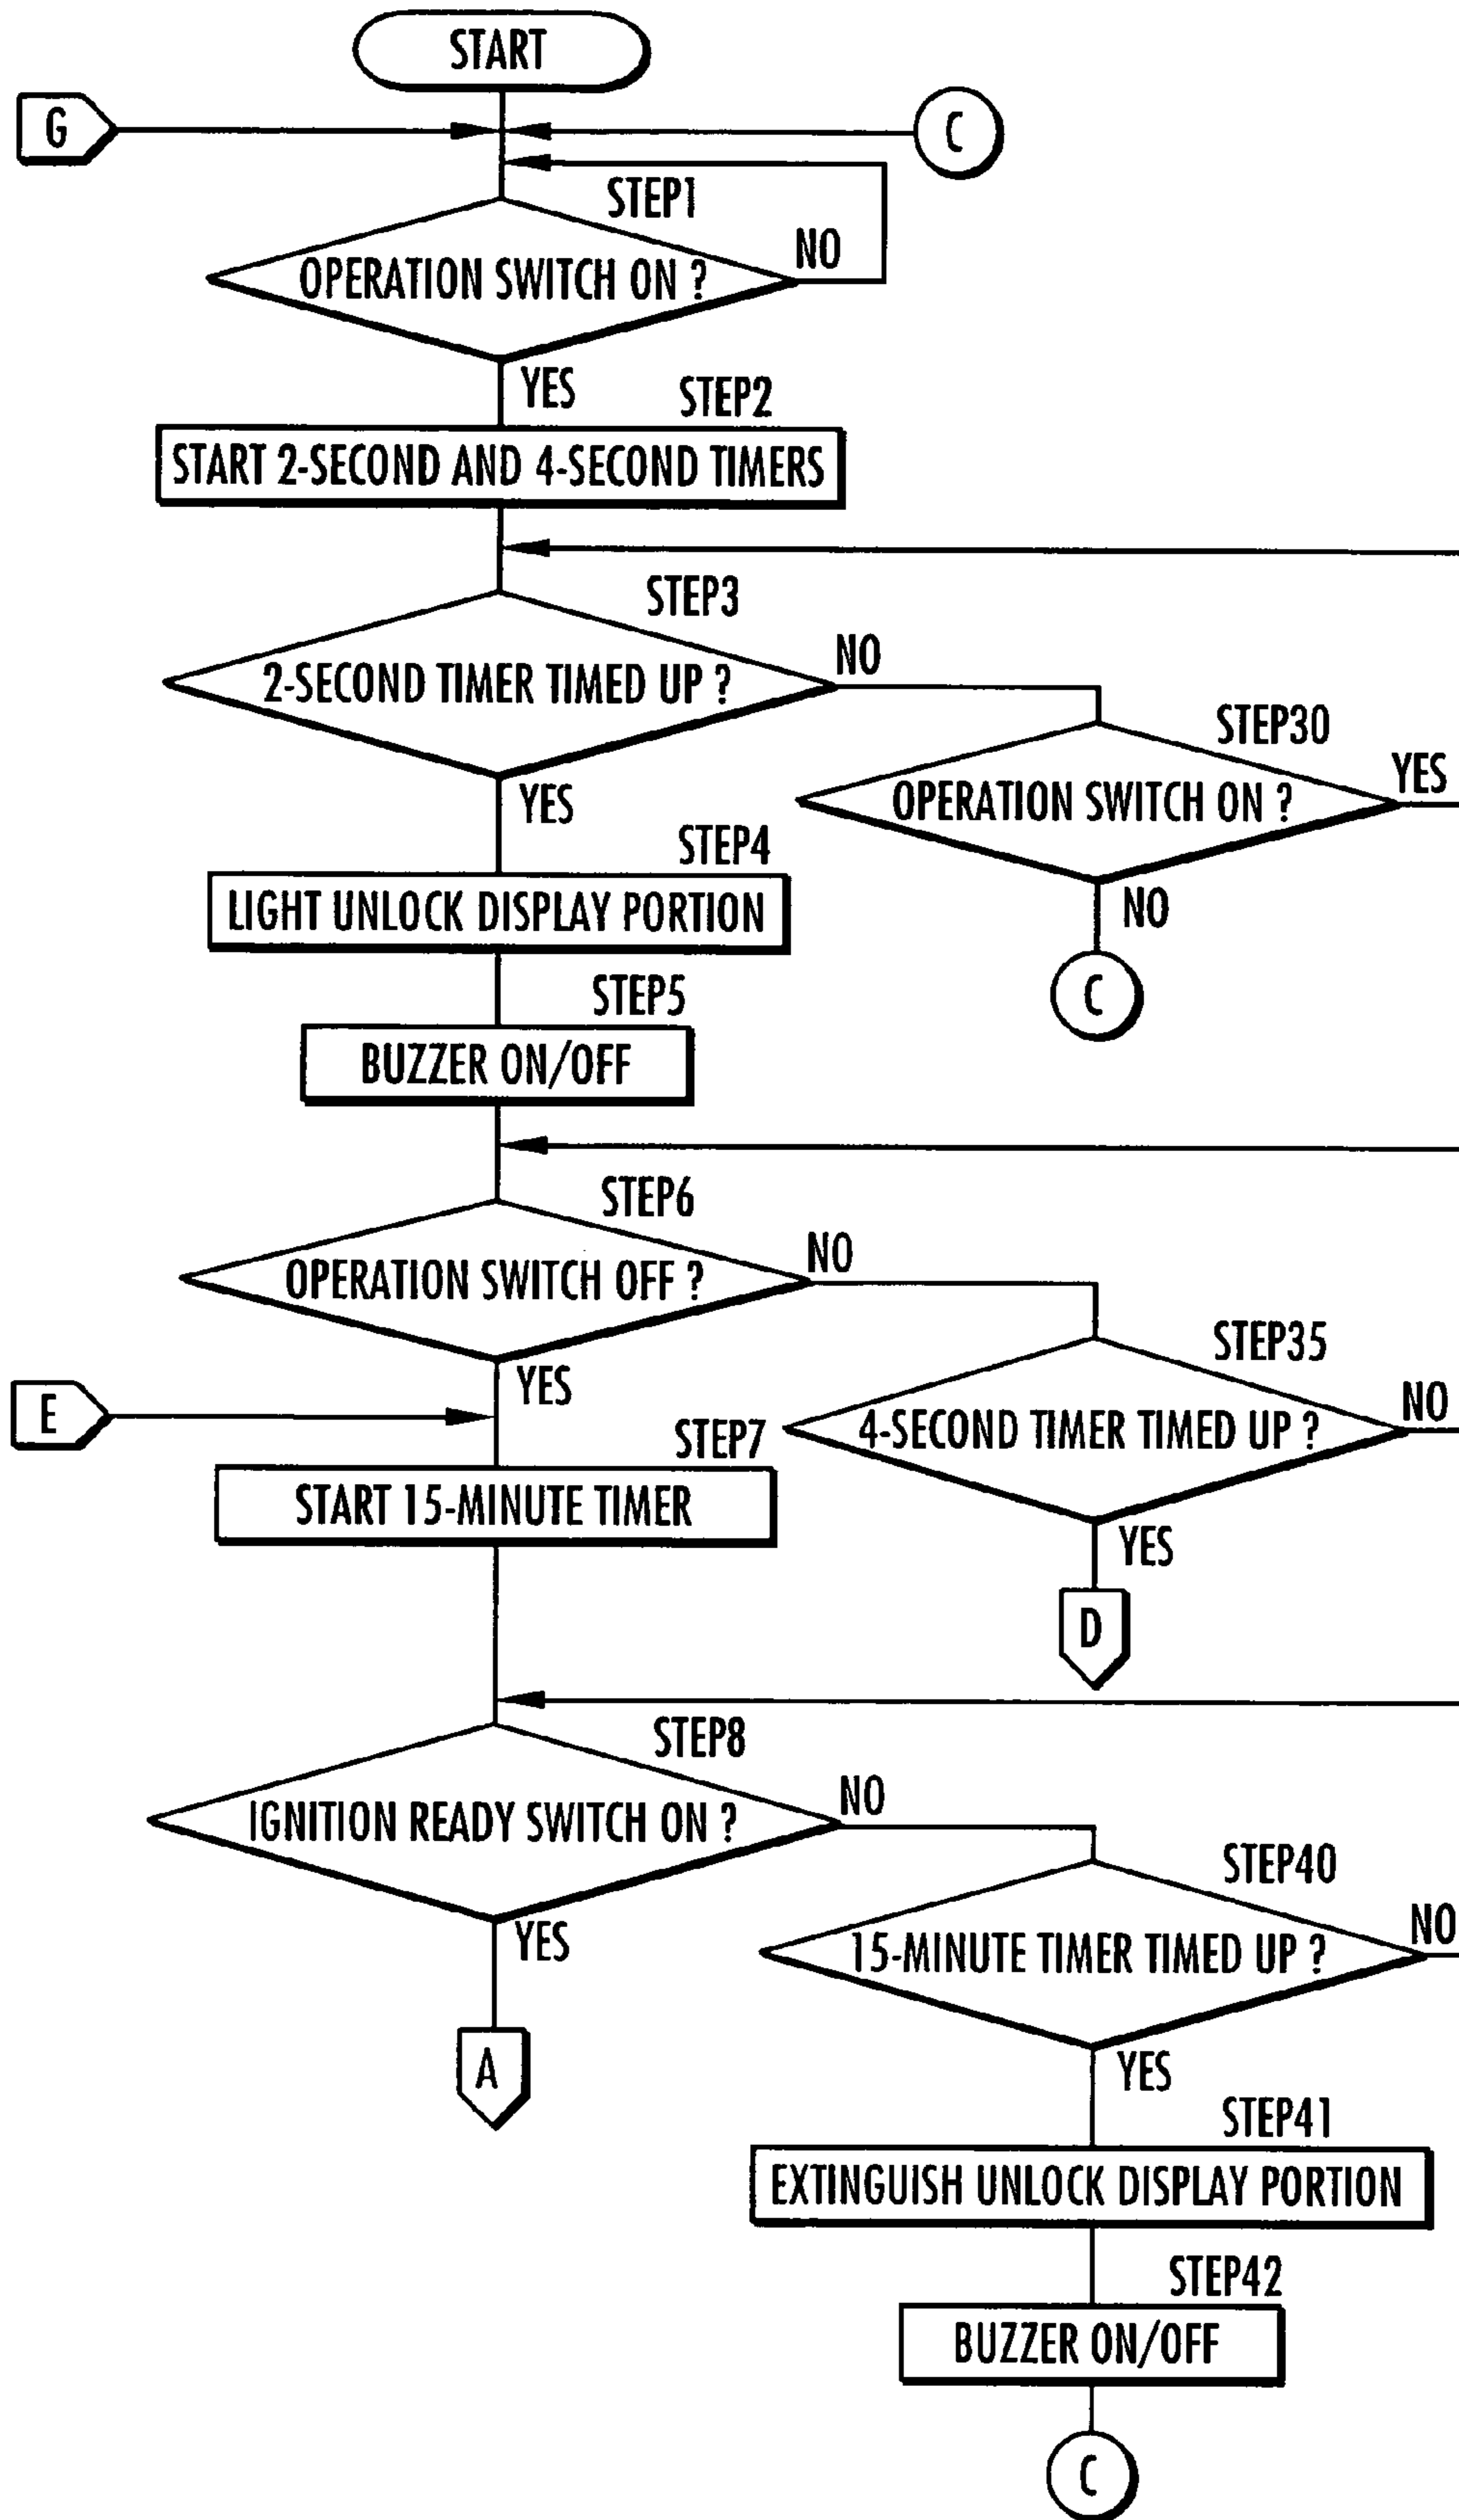 START
G
C
STEP1
NO
OPERATION SWITCH ON ?
YES
STEP2
START 2-SECOND AND 4-SECOND TIMERS
STEP3
NO
2-SECOND TIMER TIMED UP ?
STEP30
YES
OPERATION SWITCH ON ?
YES
STEP4
NO
LIGHT UNLOCK DISPLAY PORTION
STEP5
C
BUZZER ON/OFF
STEP6
NO
OPERATION SWITCH OFF ?
STEP35
YES
NO
E
STEP7
4-SECOND TIMER TIMED UP ?
START 15-MINUTE TIMER
YES
D
STEP8
NO
IGNITION READY SWITCH ON ?
STEP40
NO
YES
15-MINUTE TIMER TIMED UP ?
A
YES
STEP41
EXTINGUISH UNLOCK DISPLAY PORTION
STEP42
BUZZER ON/OFF
C